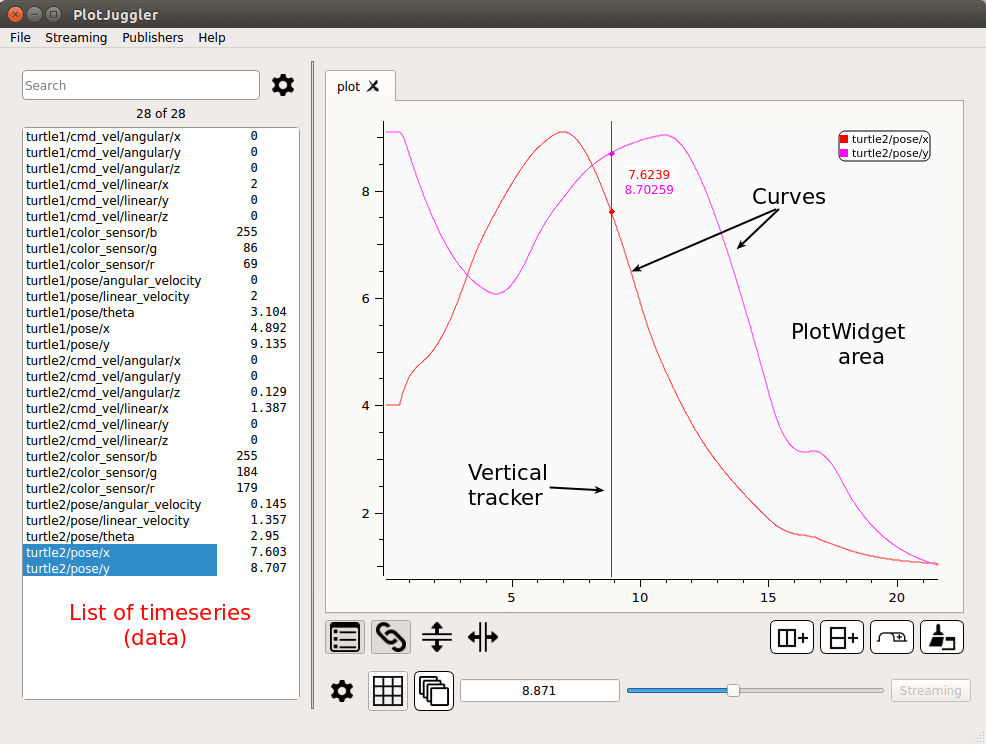 PlotJuggler
File Streaming Publishers Help
Search
28 of 28
turtle1/cmd_vel/angular/x 0
turtle1/cmd_vel/angular/y 0
turtle1/cmd_vel/angular/z 0
turtle1/cmd_vel/linear/x 2
turtle1/cmd_vel/linear/y 0
turtle1/cmd_vel/linear/z 0
turtle1/color_sensor/b 255
turtle1/color_sensor/g 86
turtle1/color_sensor/r 69
turtle1/pose/angular_velocity 0
turtle1/pose/linear_velocity 2
turtle1/pose/theta 3.104
turtle1/pose/x 4.892
turtle1/pose/y 9.135
turtle2/cmd_vel/angular/x 0
turtle2/cmd_vel/angular/y 0
turtle2/cmd_vel/angular/z 0.129
turtle2/cmd_vel/linear/x 1.387
turtle2/cmd_vel/linear/y 0
turtle2/cmd_vel/linear/z 0
turtle2/color_sensor/b 255
turtle2/color_sensor/g 184
turtle2/color_sensor/r 179
turtle2/pose/angular_velocity 0.145
turtle2/pose/linear_velocity 1.357
turtle2/pose/theta 2.95
turtle2/pose/x 7.603
turtle2/pose/y 8.707
List of timeseries
(data)
plot
turtle2/pose/x
turtle2/pose/y
7.6239
8.70259
Curves
PlotWidget
area
Vertical
tracker
8
6
4
2
5 10 15 20
8.871
Streaming